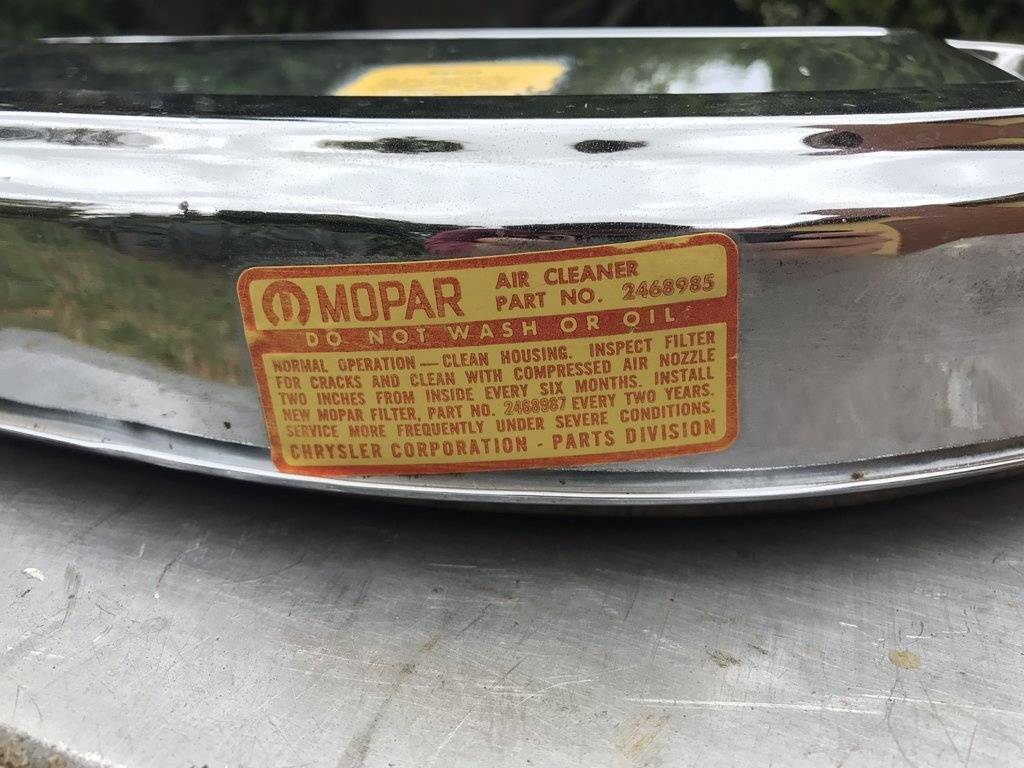 MOPAR
AIR CLEANER
PART NO. 2468985
DO NOT WASH OR OIL
NORMAL OPERATION—CLEAN HOUSING. INSPECT FILTER
FOR CRACKS AND CLEAN WITH COMPRESSED AIR NOZZLE
TWO INCHES FROM INSIDE EVERY SIX MONTHS. INSTALL
NEW MOPAR FILTER, PART NO. 2468987 EVERY TWO YEARS.
SERVICE MORE FREQUENTLY UNDER SEVERE CONDITIONS.
CHRYSLER CORPORATION - PARTS DIVISION